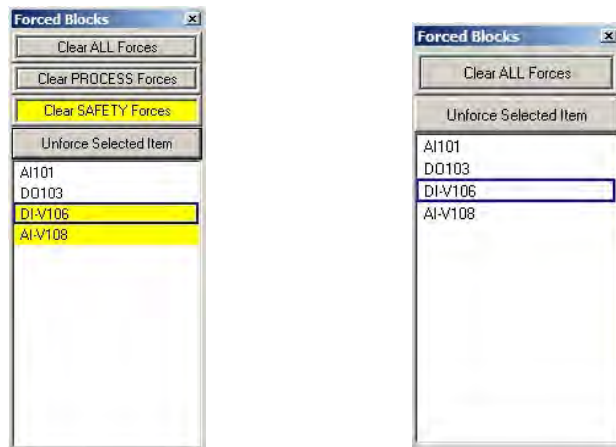 Forced Blocks
Clear ALL Forces
Clear PROCESS Forces
Clear SAFETY Forces
Unforce Selected Item
AI101
DO103
DI-V106
AI-V108
Forced Blocks
Clear ALL Forces
Unforce Selected Item
AI101
DO103
DI-V106
AI-V108